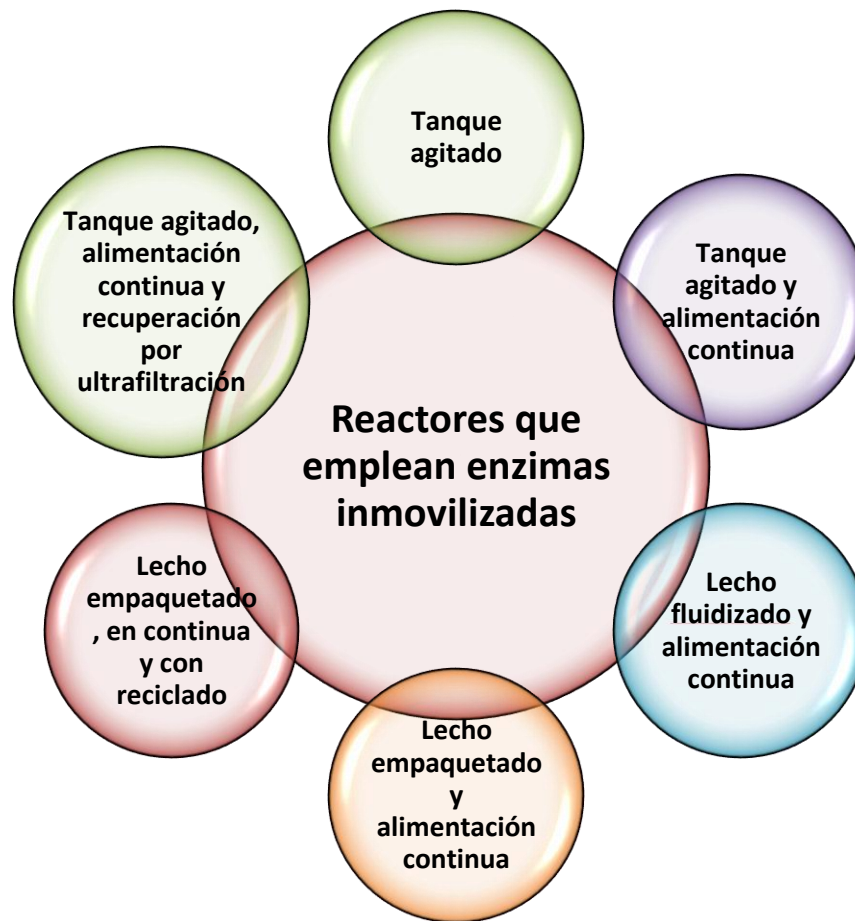 Tanque
agitado
Tanque agitado,
alimentación
continua y
recuperación
por
ultrafiltración
Tanque
agitado y
alimentación
continua
Reactores que
emplean enzimas
inmovilizadas
Lecho
empaquetado
, en continua
y con
reciclado
Lecho
fluidizado y
alimentación
continua
Lecho
empaquetado
y
alimentación
continua